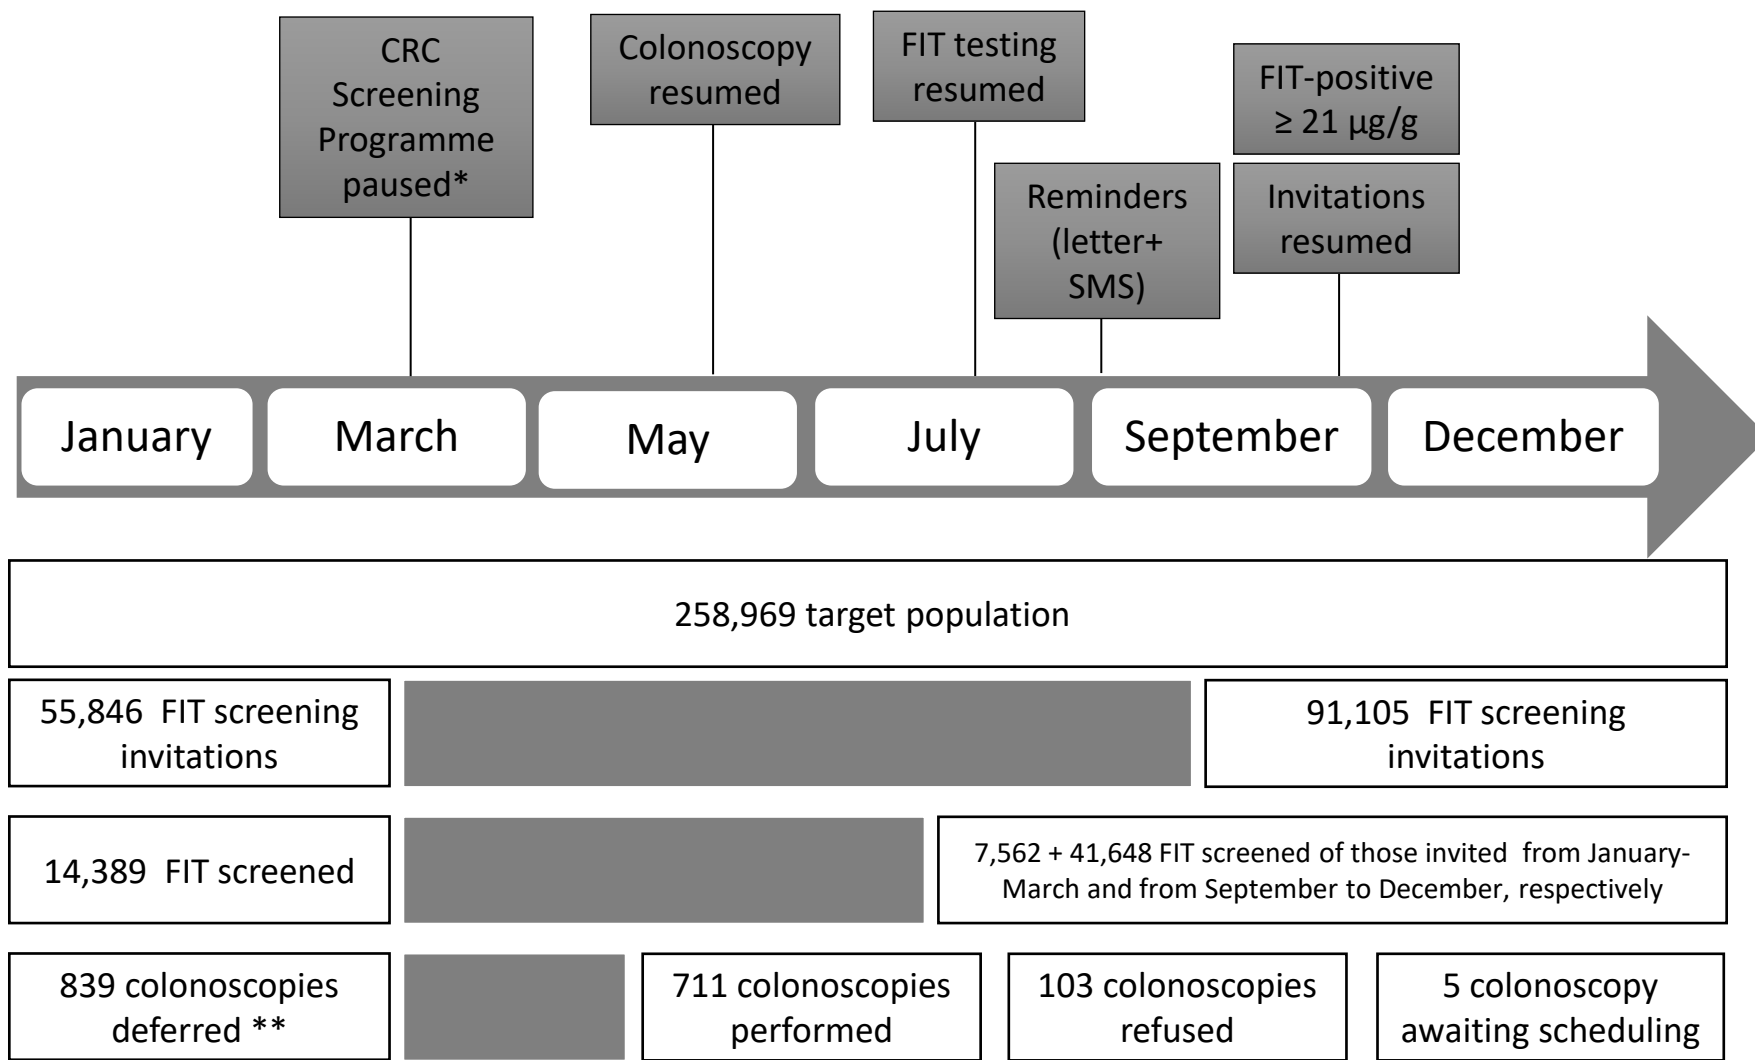 CRC
Screening
Programme
paused*
Colonoscopy
resumed
FIT testing
resumed
Reminders
(letter+
SMS)
FIT-positive
≥ 21 µg/g
Invitations
resumed
January
March
May
July
September
December
258,969 target population
55,846 FIT screening
invitations
91,105 FIT screening
invitations
14,389 FIT screened
7,562 + 41,648 FIT screened of those invited from January-
March and from September to December, respectively
839 colonoscopies
deferred **
711 colonoscopies
performed
103 colonoscopies
refused
5 colonoscopy
awaiting scheduling